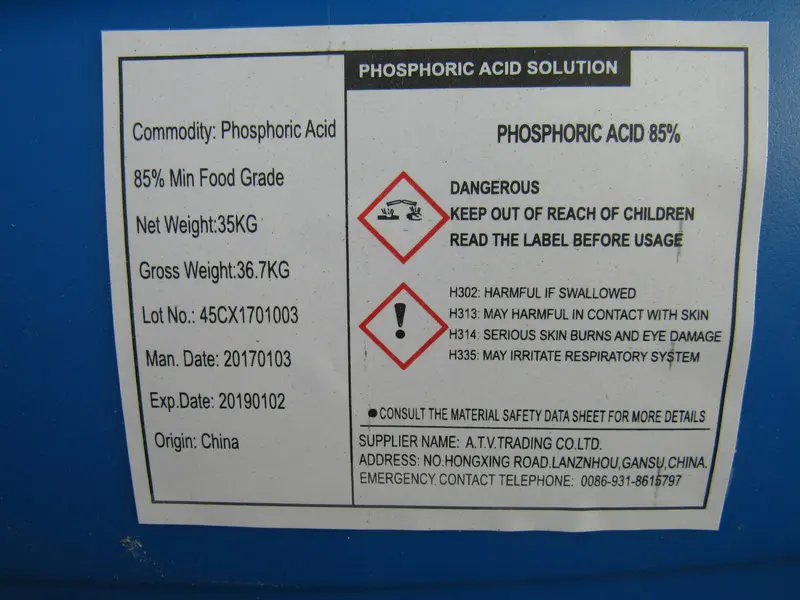 Commodity: Phosphoric Acid
85% Min Food Grade
Net Weight:35KG
Gross Weight:36.7KG
Lot No.: 45CX1701003
Man. Date: 20170103
Exp.Date: 20190102
Origin: China
PHOSPHORIC ACID SOLUTION
PHOSPHORIC ACID 85%
DANGEROUS
KEEP OUT OF REACH OF CHILDREN
READ THE LABEL BEFORE USAGE
H302: HARMFUL IF SWALLOWED
H313: MAY HARMFUL IN CONTACT WITH SKIN
H314: SERIOUS SKIN BURNS AND EYE DAMAGE
H335: MAY IRRITATE RESPIRATORY SYSTEM
●CONSULT THE MATERIAL SAFETY DATA SHEET FOR MORE DETAILS
SUPPLIER NAME: A.T.V.TRADING CO.LTD.
ADDRESS: NO.HONGXING ROAD.LANZNHOU,GANSU,CHINA.
EMERGENCY CONTACT TELEPHONE: 0086-931-8615797